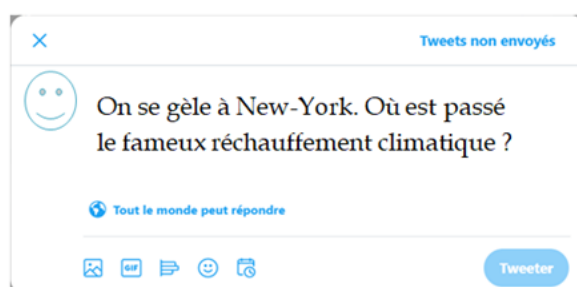 Tweets non envoyés
On se gèle à New-York. Où est passé
le fameux réchauffement climatique ?
Tout le monde peut répondre
GIF
Tweeter